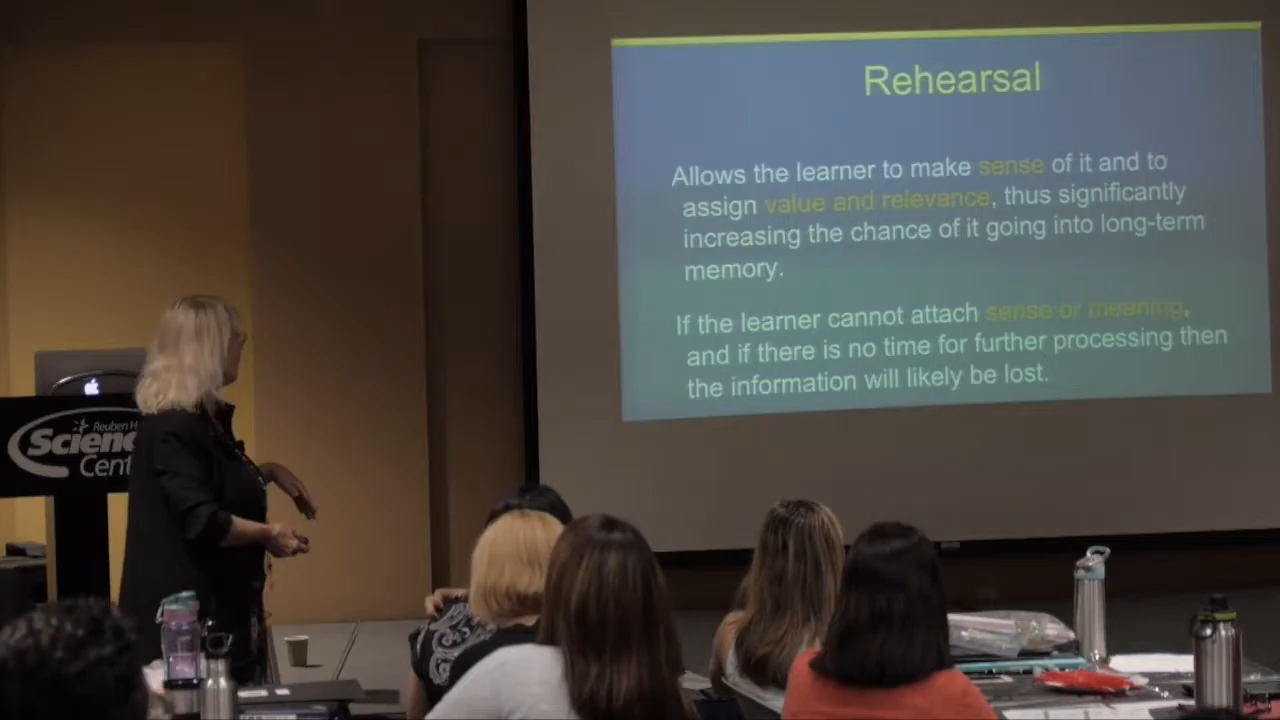 Rehearsal
Allows the learner to make sense of it and to
assign value and relevance, thus significantly
increasing the chance of it going into long-term
memory.
If the learner cannot attach sense or meaning,
and if there is no time for further processing then
the information will likely be lost.
Reuben H
Scienc
Cent